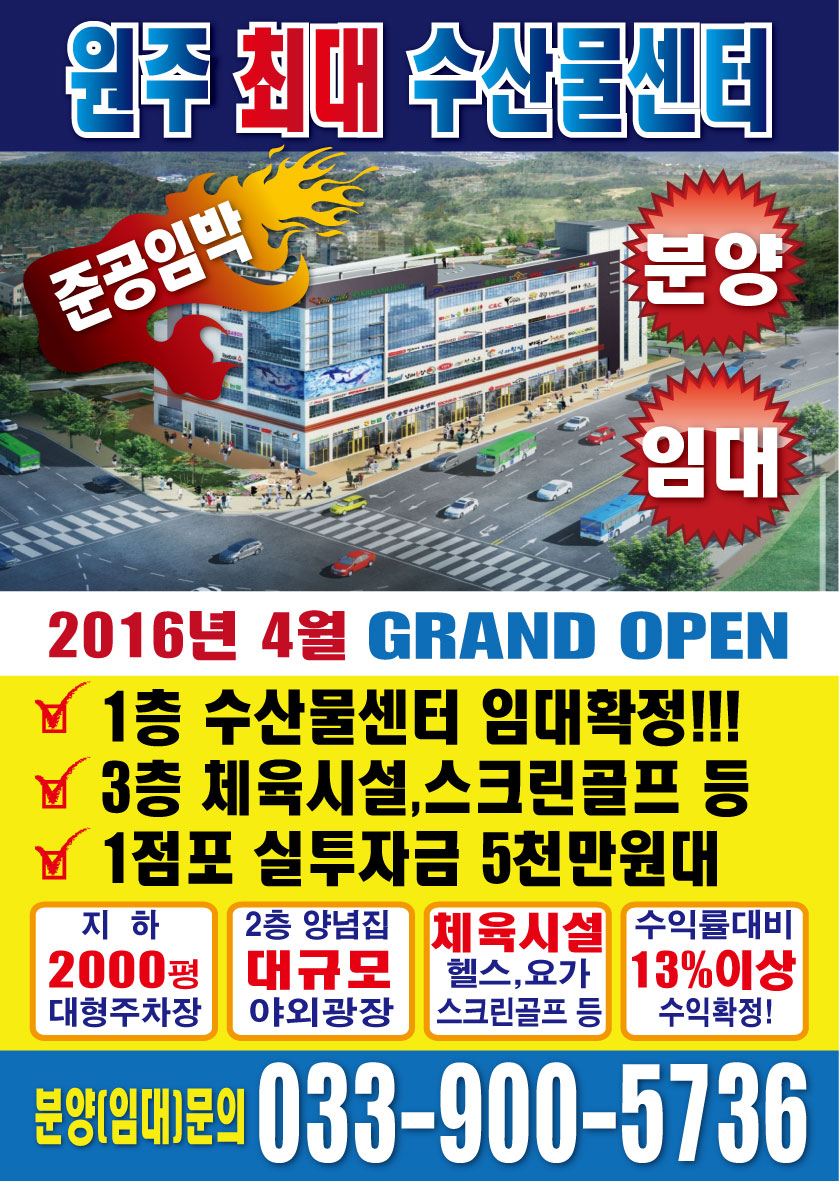 원주 최대 수산물센터
준공임박
분양
임대
2016년 4월 GRAND OPEN
1층 수산물센터 임대확정!!!
3층 체육시설,스크린골프 등
1점포 실투자금 5천만원대
지 하
2000평
대형주차장
2층 양념집
대규모
야외광장
체육시설
헬스,요가
스크린골프 등
수익률대비
13%이상
수익확정!
분양(임대)문의 033-900-5736